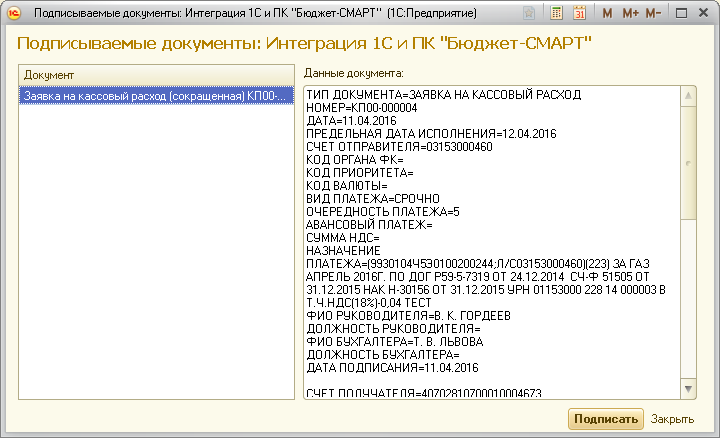 Подписываемые документы: Интеграция 1С и ПК "Бюджет-СМАРТ" (1С:Предприятие)
M M+ M-
Подписываемые документы: Интеграция 1С и ПК "Бюджет-СМАРТ"
Документ
Заявка на кассовый расход (сокращенная) КП00-...
Данные документа:
ТИП ДОКУМЕНТА=ЗАЯВКА НА КАССОВЫЙ РАСХОД
НОМЕР=КП00-000004
ДАТА=11.04.2016
ПРЕДЕЛЬНАЯ ДАТА ИСПОЛНЕНИЯ=12.04.2016
СЧЕТ ОТПРАВИТЕЛЯ=03153000460
КОД ОРГАНА ФК=
КОД ПРИОРИТЕТА=
КОД ВАЛЮТЫ=
ВИД ПЛАТЕЖА=СРОЧНО
ОЧЕРЕДНОСТЬ ПЛАТЕЖА=5
АВАНСОВЫЙ ПЛАТЕЖ=
СУММА НДС=
НАЗНАЧЕНИЕ
ПЛАТЕЖА=(9930104Ч5Э0100200244;Л/С03153000460)(223) ЗА ГАЗ
АПРЕЛЬ 2016Г. ПО ДОГ Р59-5-7319 ОТ 24.12.2014 СЧ-Ф 51505 ОТ
31.12.2015 НАК Н-30156 ОТ 31.12.2015 УРН 01153000 228 14 000003 В
Т.Ч.НДС(18%)-0,04 ТЕСТ
ФИО РУКОВОДИТЕЛЯ=В. К. ГОРДЕЕВ
ДОЛЖНОСТЬ РУКОВОДИТЕЛЯ=
ФИО БУХГАЛТЕРА=Т. В. ЛЬВОВА
ДОЛЖНОСТЬ БУХГАЛТЕРА=
ДАТА ПОДПИСАНИЯ=11.04.2016
СЧЕТ ПОЛУЧАТЕЛЯ=40702810700010004673
Подписать Закрыть